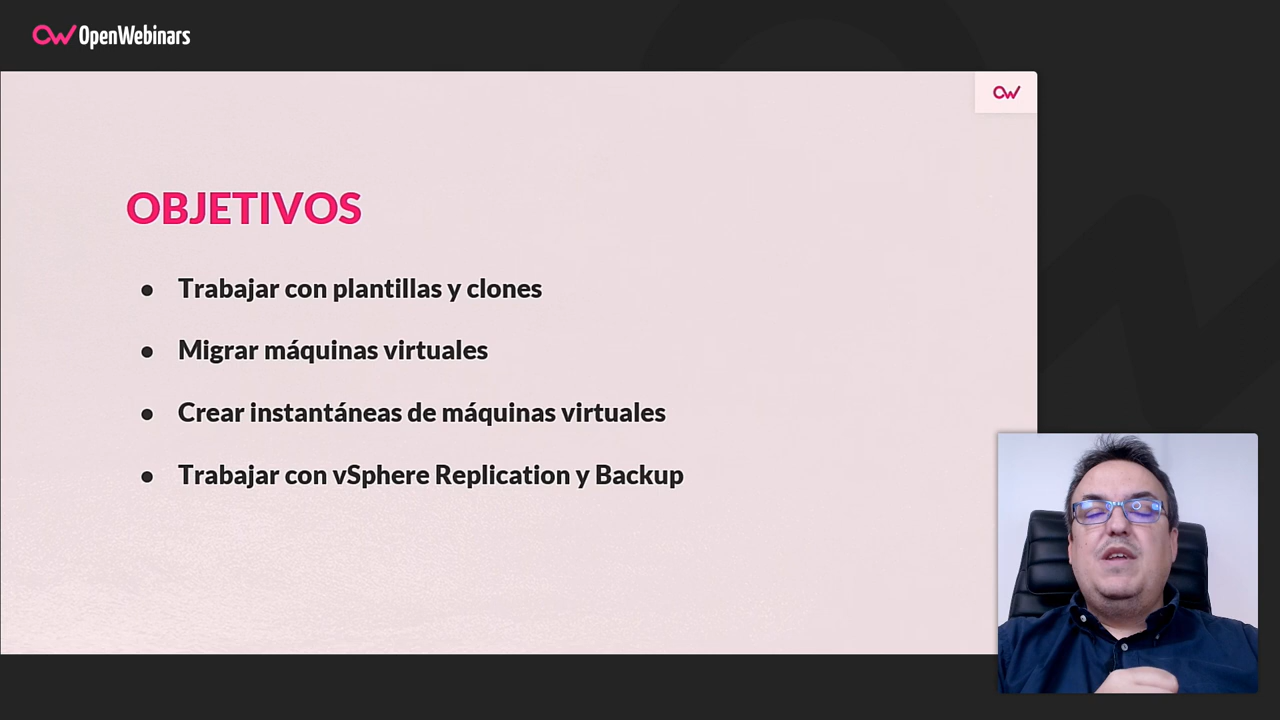 OpenWebinars
OBJETIVOS
● Trabajar con plantillas y clones
● Migrar máquinas virtuales
● Crear instantáneas de máquinas virtuales
● Trabajar con vSphere Replication y Backup